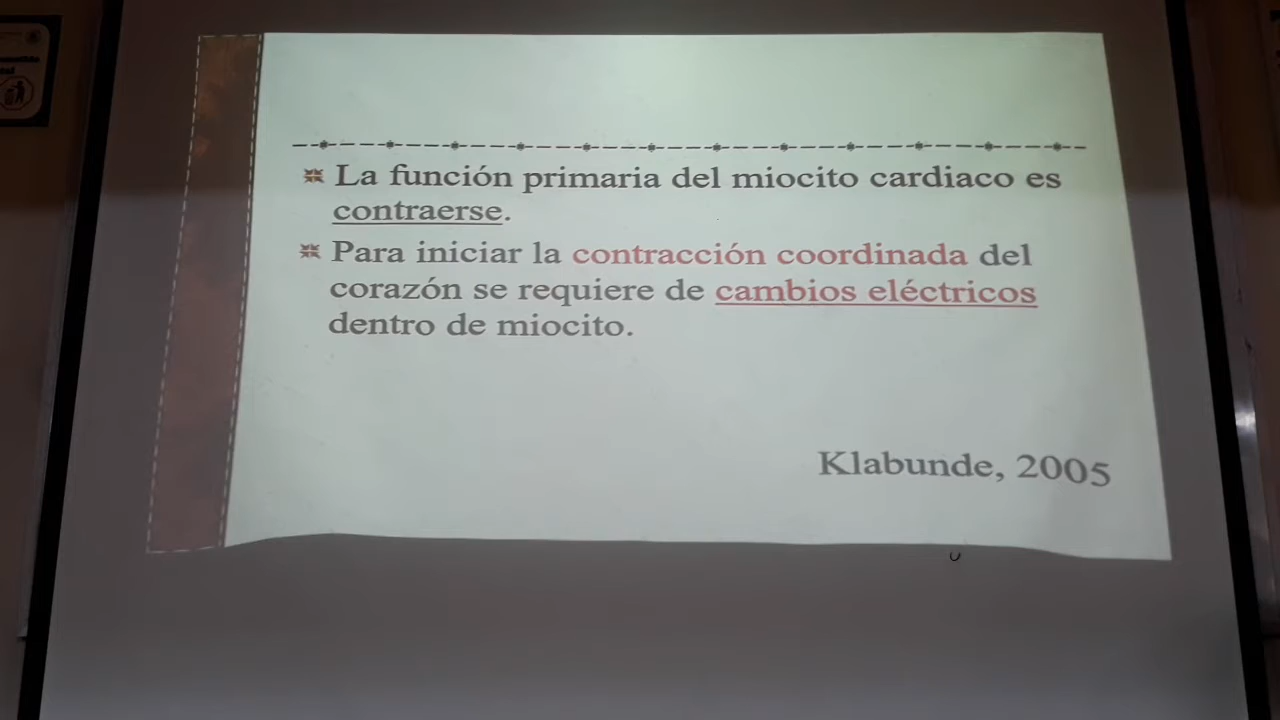 La función primaria del miocito cardiaco es
contraerse.
Para iniciar la contracción coordinada del
corazón se requiere de cambios eléctricos
dentro de miocito.
Klabunde, 2005